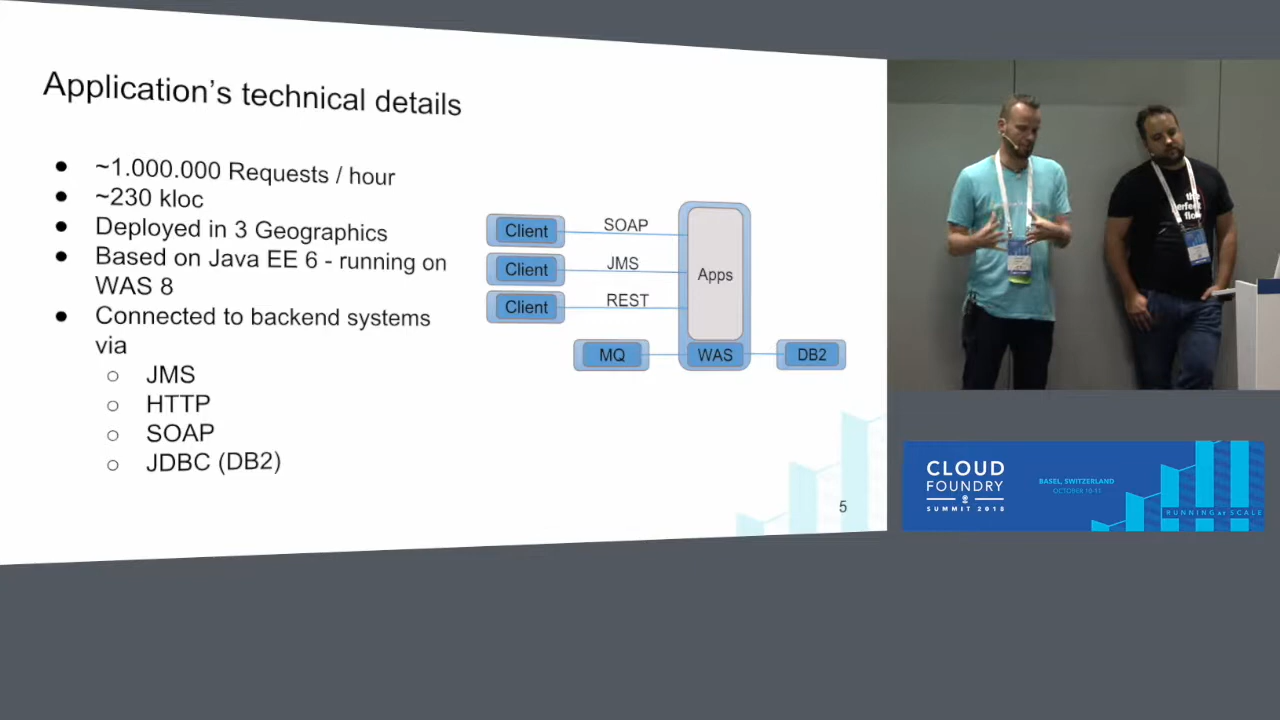 Application's technical details
~1.000.000 Requests / hour
~230 kloc
Deployed in 3 Geographics
Based on Java EE 6 - running on
WAS 8
Connected to backend systems
via
JMS
HTTP
SOAP
JDBC (DB2)
Client
SOAP
Client
JMS
Client
REST
Apps
MQ
WAS
DB2
5
the
perfect
CLOUD
FOUNDRY
SUMMIT 2018
BASEL, SWITZERLAND
OCTOBER 10-11
RUNNING AT SCALE